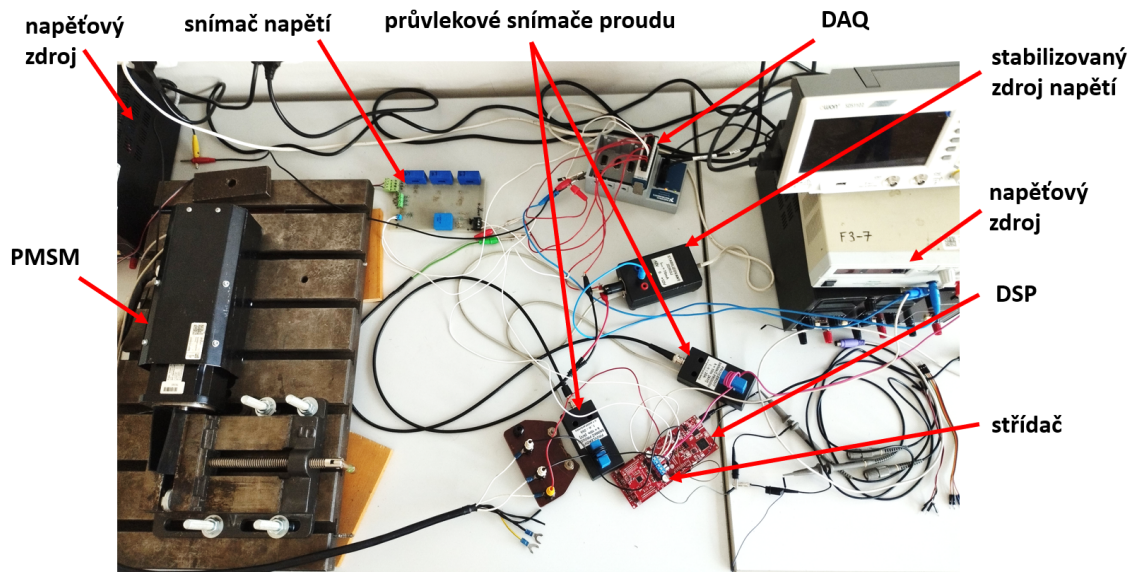 napěťový
zdroj
snímač napětí
průvlekové snímače proudu
DAQ
stabilizovaný
zdroj napětí
napěťový
zdroj
F3-7
PMSM
DSP
střídač